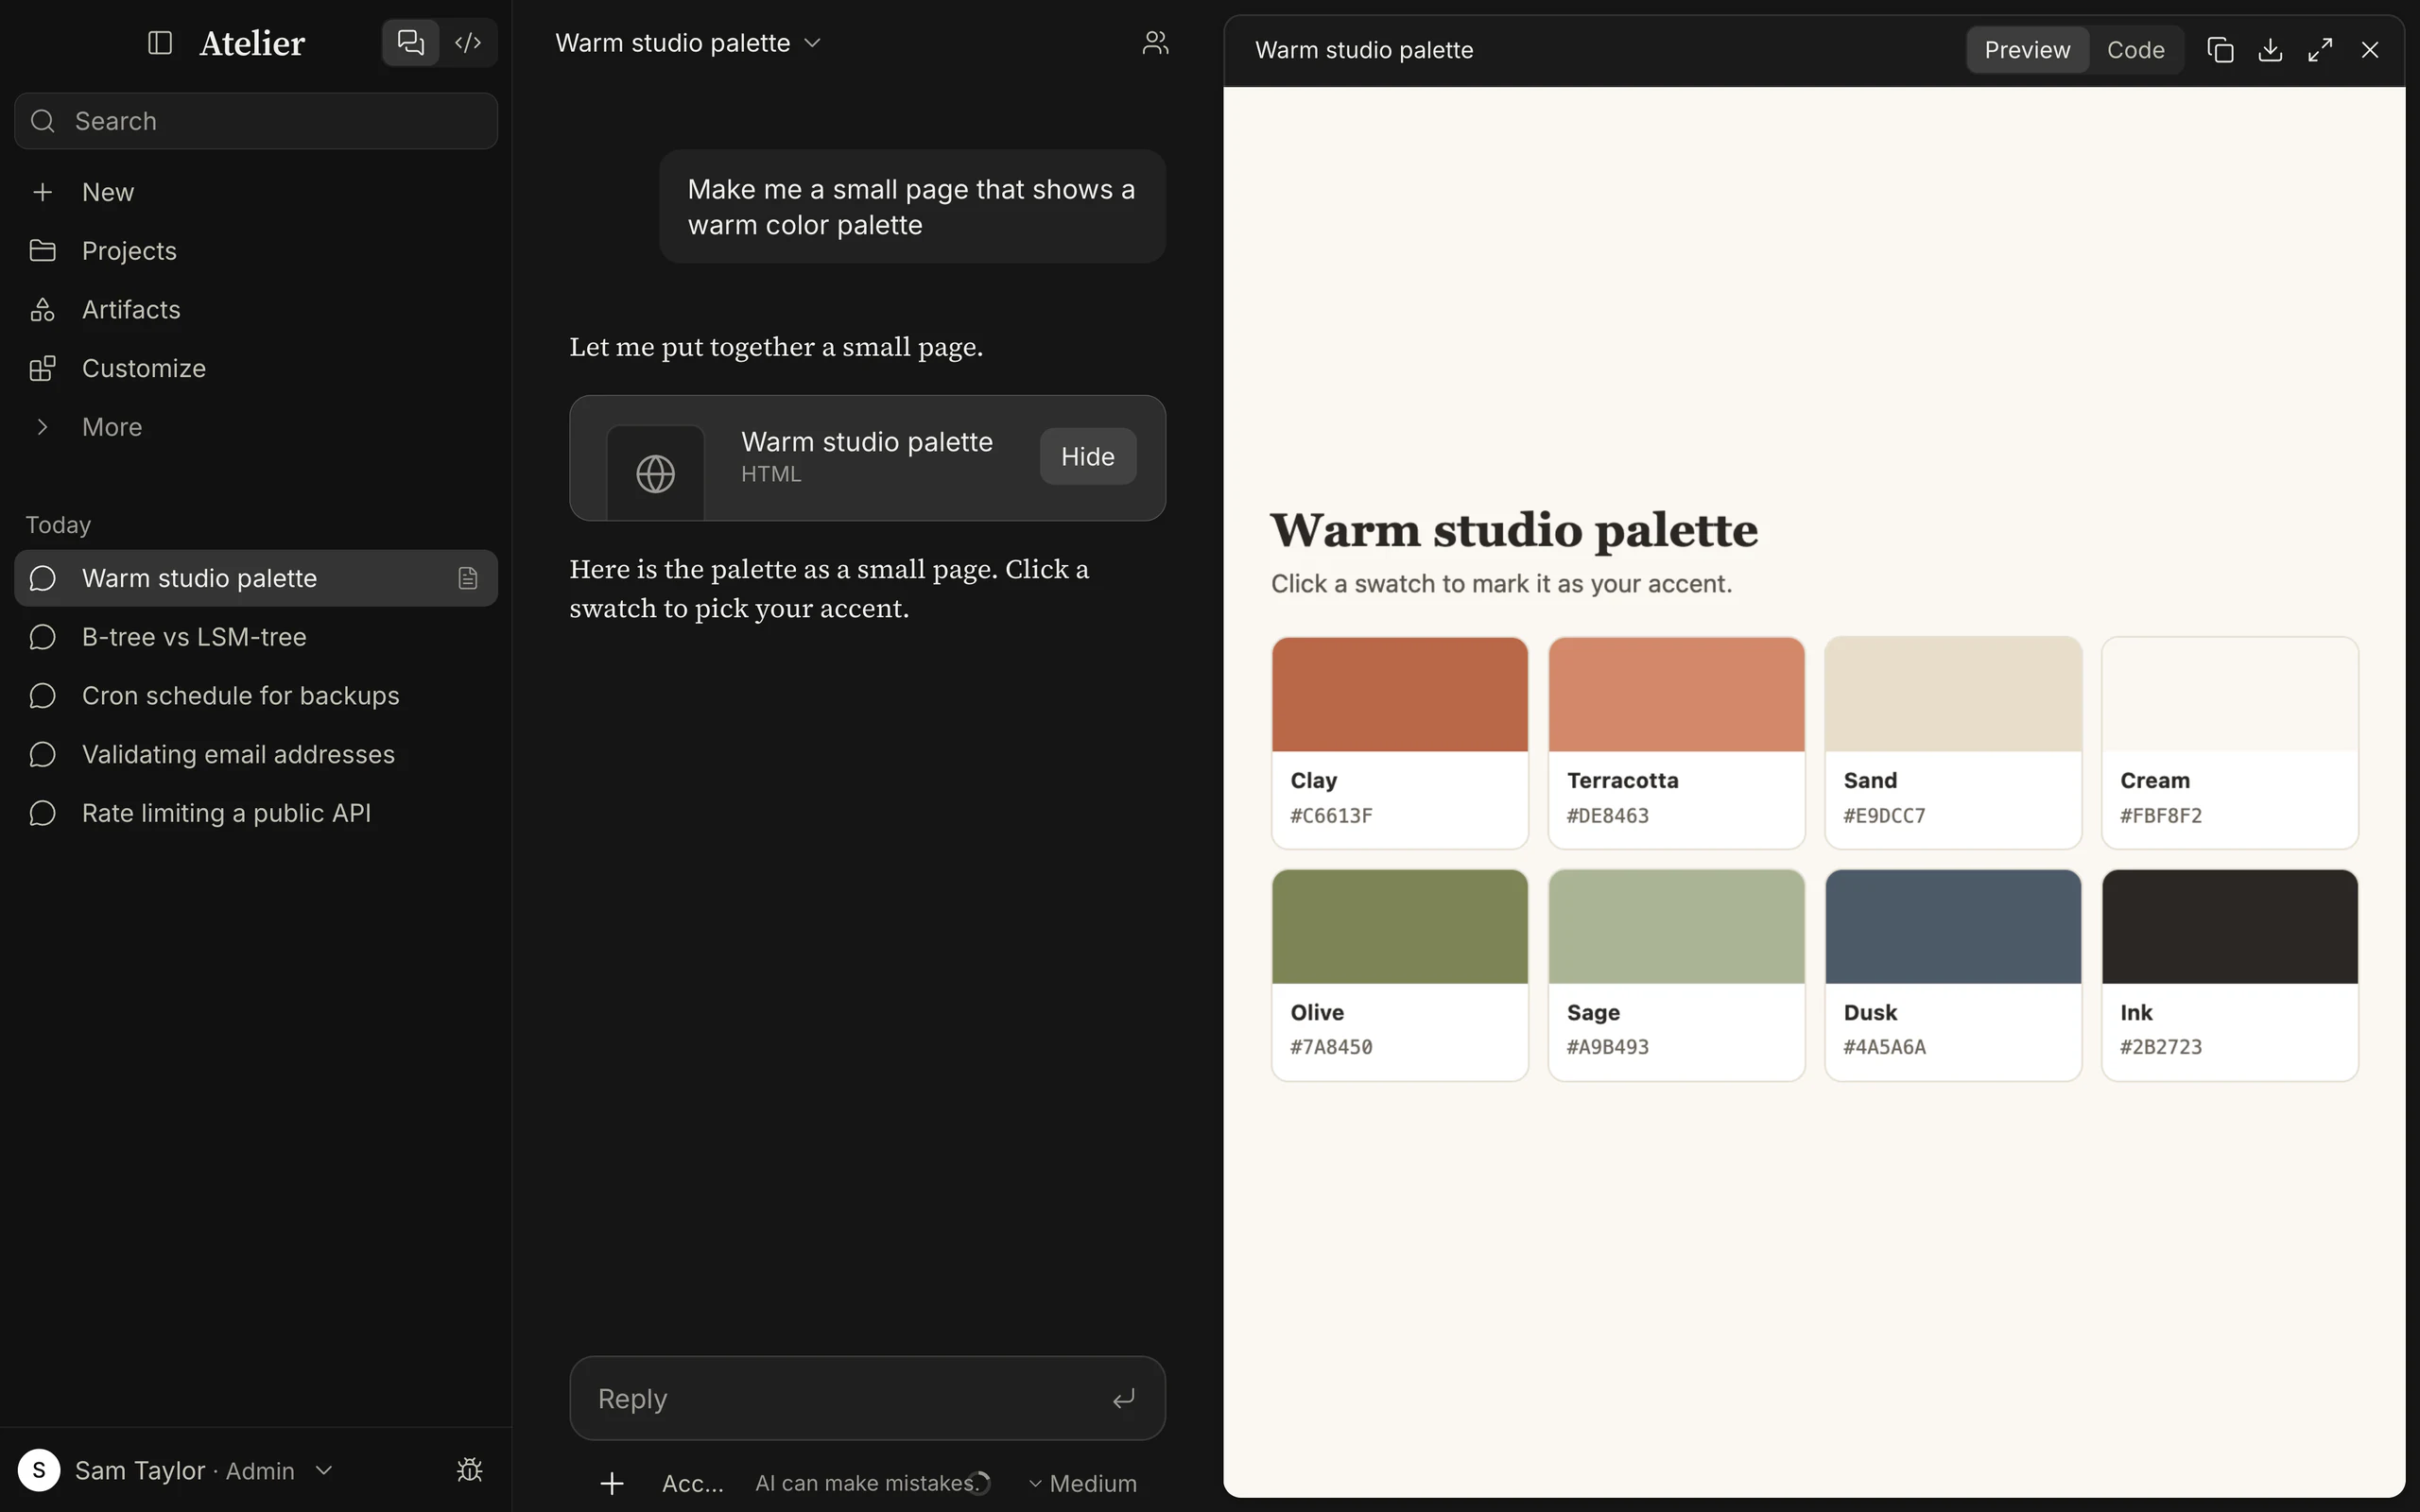 Atelier
Search
New
Projects
Artifacts
Customize
More
Today
Warm studio palette
B-tree vs LSM-tree
Cron schedule for backups
Validating email addresses
Rate limiting a public API
S
Sam Taylor · Admin
Warm studio palette
Make me a small page that shows a
warm color palette
Let me put together a small page.
Warm studio palette
HTML
Hide
Here is the palette as a small page. Click a
swatch to pick your accent.
Reply
Acc...
AI can make mistakes.
Medium
Warm studio palette
Preview
Code
Warm studio palette
Click a swatch to mark it as your accent.
Clay
#C6613F
Terracotta
#DE8463
Sand
#E9DCC7
Cream
#FBF8F2
Olive
#7A8450
Sage
#A9B493
Dusk
#4A5A6A
Ink
#2B2723